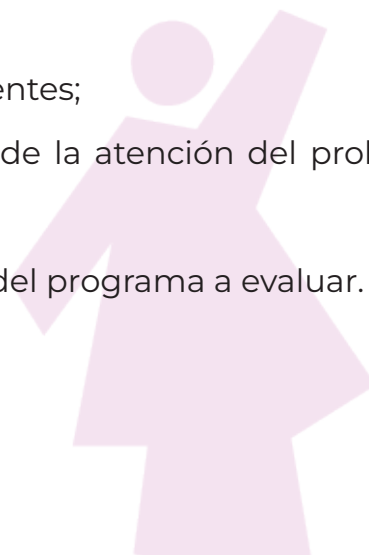 entes;
de la atención del prol
del programa a evaluar.